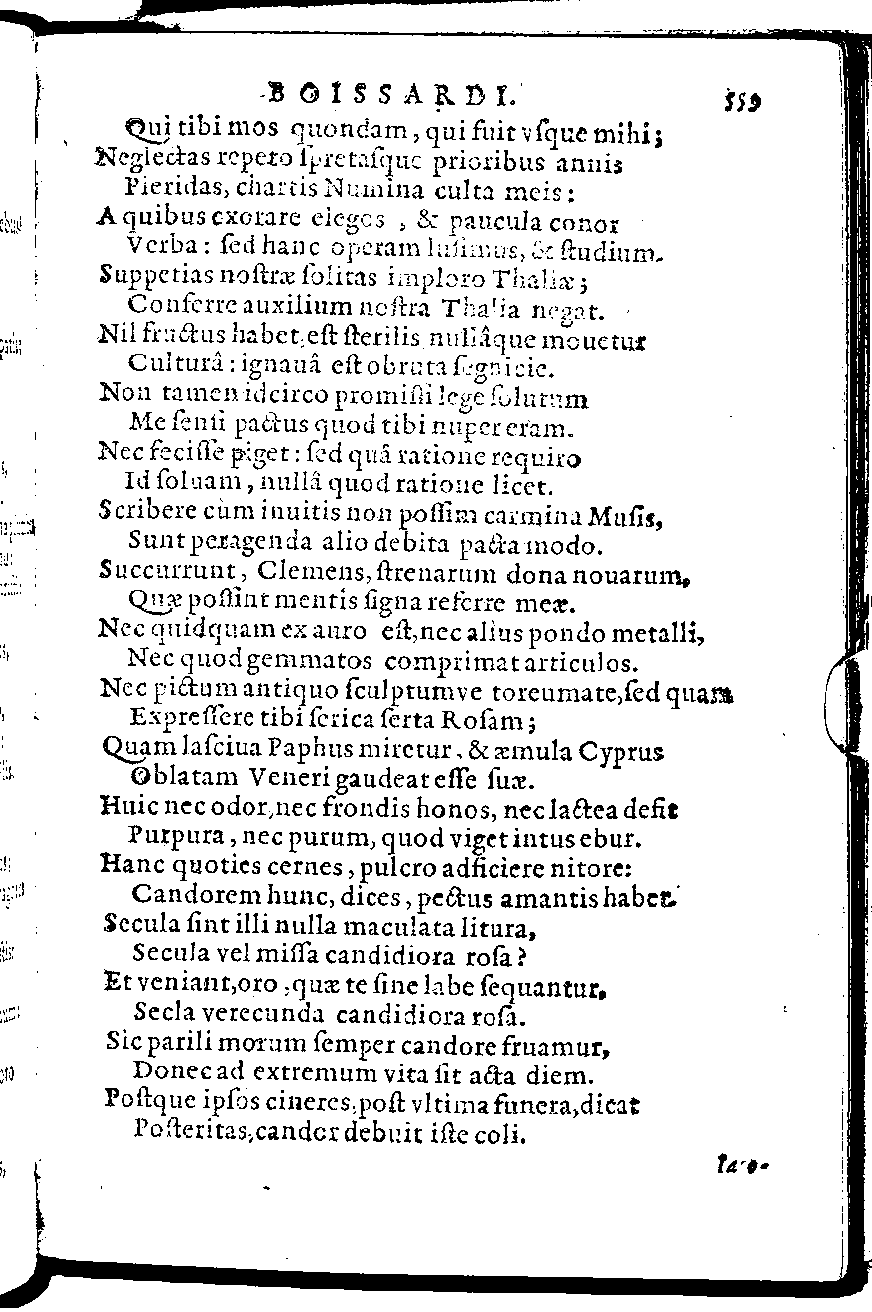 BOISSARDI. 559
Qui tibi mos quondam, qui fuit vſque mihi;
Neglectas repeto ſpretaſque prioribus annis
Pieridas, chartis Numina culta meis:
A quibus exorare elegos, & paucula conor
Verba: ſed hanc operam luſimus, & ſtudium.
Suppetias noſtræ ſolitas imploro Thaliæ;
Conferre auxilium noſtra Thalia negat.
Nil fructus habet, eſt ſterilis nullâque mouetur
Culturâ: ignauâ eſt obruta ſegnicie.
Non tamen idcirco promiſſi lege ſolutum
Me ſenſi pactus quod tibi nuper eram.
Nec feciſſe piget: ſed quâ ratione requiro
Id ſoluam, nullâ quod ratione licet.
Scribere cùm inuitis non poſſim carmina Muſis,
Sunt peragenda alio debita pacta modo.
Succurrunt, Clemens, ſtrenarum dona nouarum,
Quæ poſſint mentis ſigna referre meæ.
Nec quidquam ex auro eſt, nec alius pondo metalli,
Nec quod gemmatos comprimat articulos.
Nec pictum antiquo ſculptumve toreumate, ſed quam
Expreſſere tibi ſerica ſerta Roſam;
Quam laſciua Paphus miretur, & æmula Cyprus
Oblatam Veneri gaudeat eſſe ſuæ.
Huic nec odor, nec frondis honos, nec lactea deſit
Purpura, nec purum, quod viget intus ebur.
Hanc quoties cernes, pulcro adficiere nitore:
Candorem hunc, dices, pectus amantis habet.
Secula ſint illi nulla maculata litura,
Secula vel miſſa candidiora roſa?
Et veniant, oro, quæ te ſine labe ſequantur,
Secla verecunda candidiora roſa.
Sic parili morum ſemper candore fruamur,
Donec ad extremum vita ſit acta diem.
Poſtque ipſos cineres, poſt vltima funera, dicat
Poſteritas, candor debuit iſte coli.